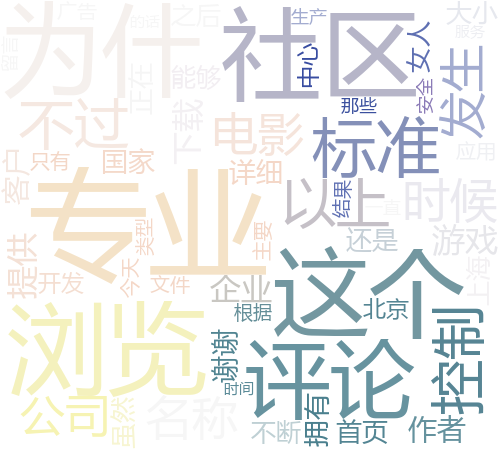 为什
社区
之后
广告
的话
留言
生产
大小
服务
中心
女人
能够
正在
不过
下载
电影
那些
安全
发生
标准
应用
国家
只有
客户
详细
专业
以上
结果
一直
时候
类型
主要
还是
游戏
提供
今天
开发
文件
企业
这个
上海
浏览
根据
北京
控制
谢谢
评论
时间
公司
虽然
名称
不断
拥有
首页
作者